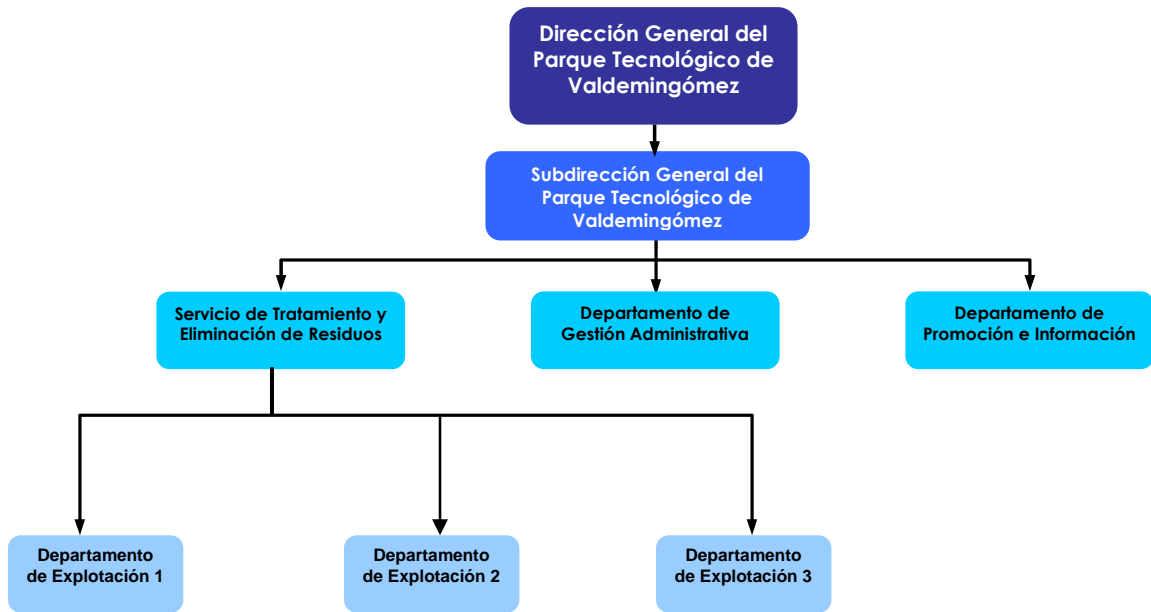 Dirección General del
Parque Tecnológico de
Valdemingómez
Subdirección General del
Parque Tecnológico de
Valdemingómez
Servicio de Tratamiento y
Eliminación de Residuos
Departamento de
Gestión Administrativa
Departamento de
Promoción e Información
Departamento
de Explotación 1
Departamento
de Explotación 2
Departamento
de Explotación 3